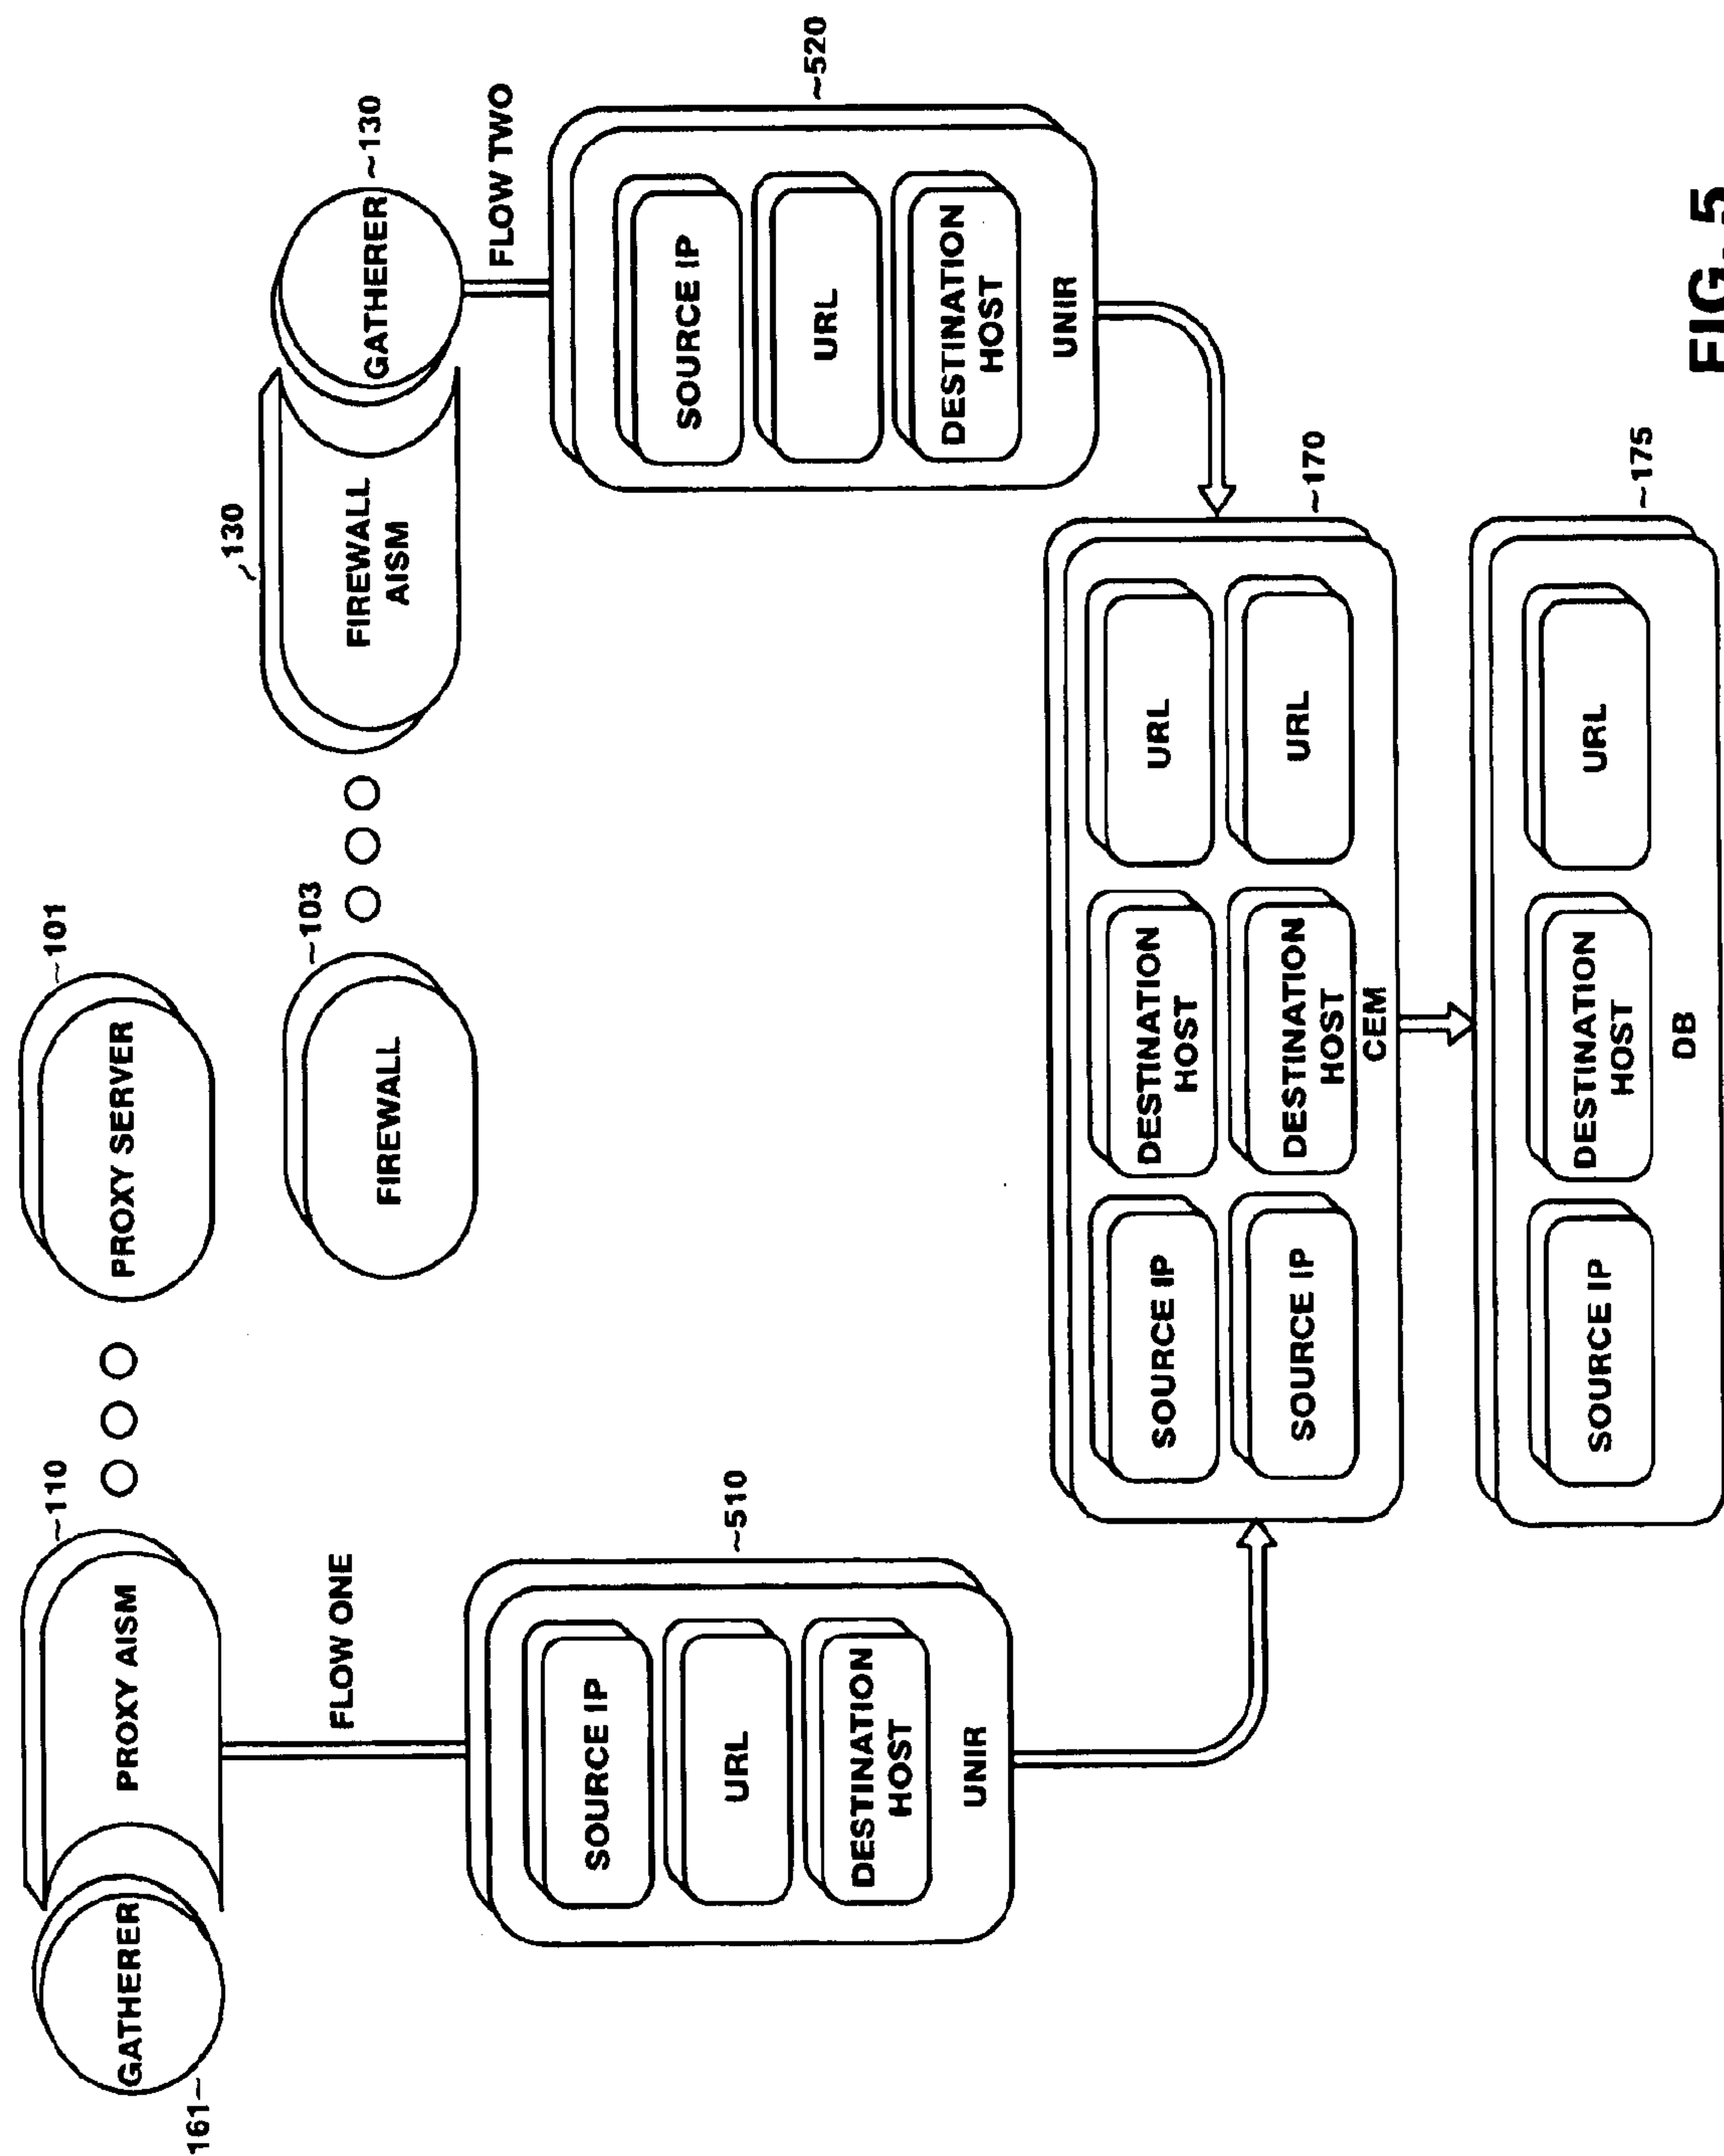 ~110
~101
GATHERER
PROXY AISM
PROXY SERVER
161~
FLOW ONE
~103
FIREWALL
~130
FIREWALL
AISM
GATHERER
~130
FLOW TWO
~510
SOURCE IP
URL
DESTINATION
HOST
UNIR
~520
SOURCE IP
URL
DESTINATION
HOST
UNIR
~170
SOURCE IP
DESTINATION
HOST
URL
SOURCE IP
DESTINATION
HOST
URL
CEM
~175
SOURCE IP
DESTINATION
HOST
URL
DB
FIG. 5